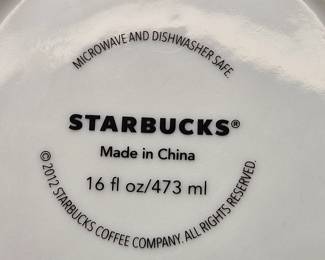 MICROWAVE AND DISHWASHER SAFE.
STARBUCKS®
Made in China
16 fl oz/473 ml
© 2012 STARBUCKS COFFEE COMPANY. ALL RIGHTS RESERVED.